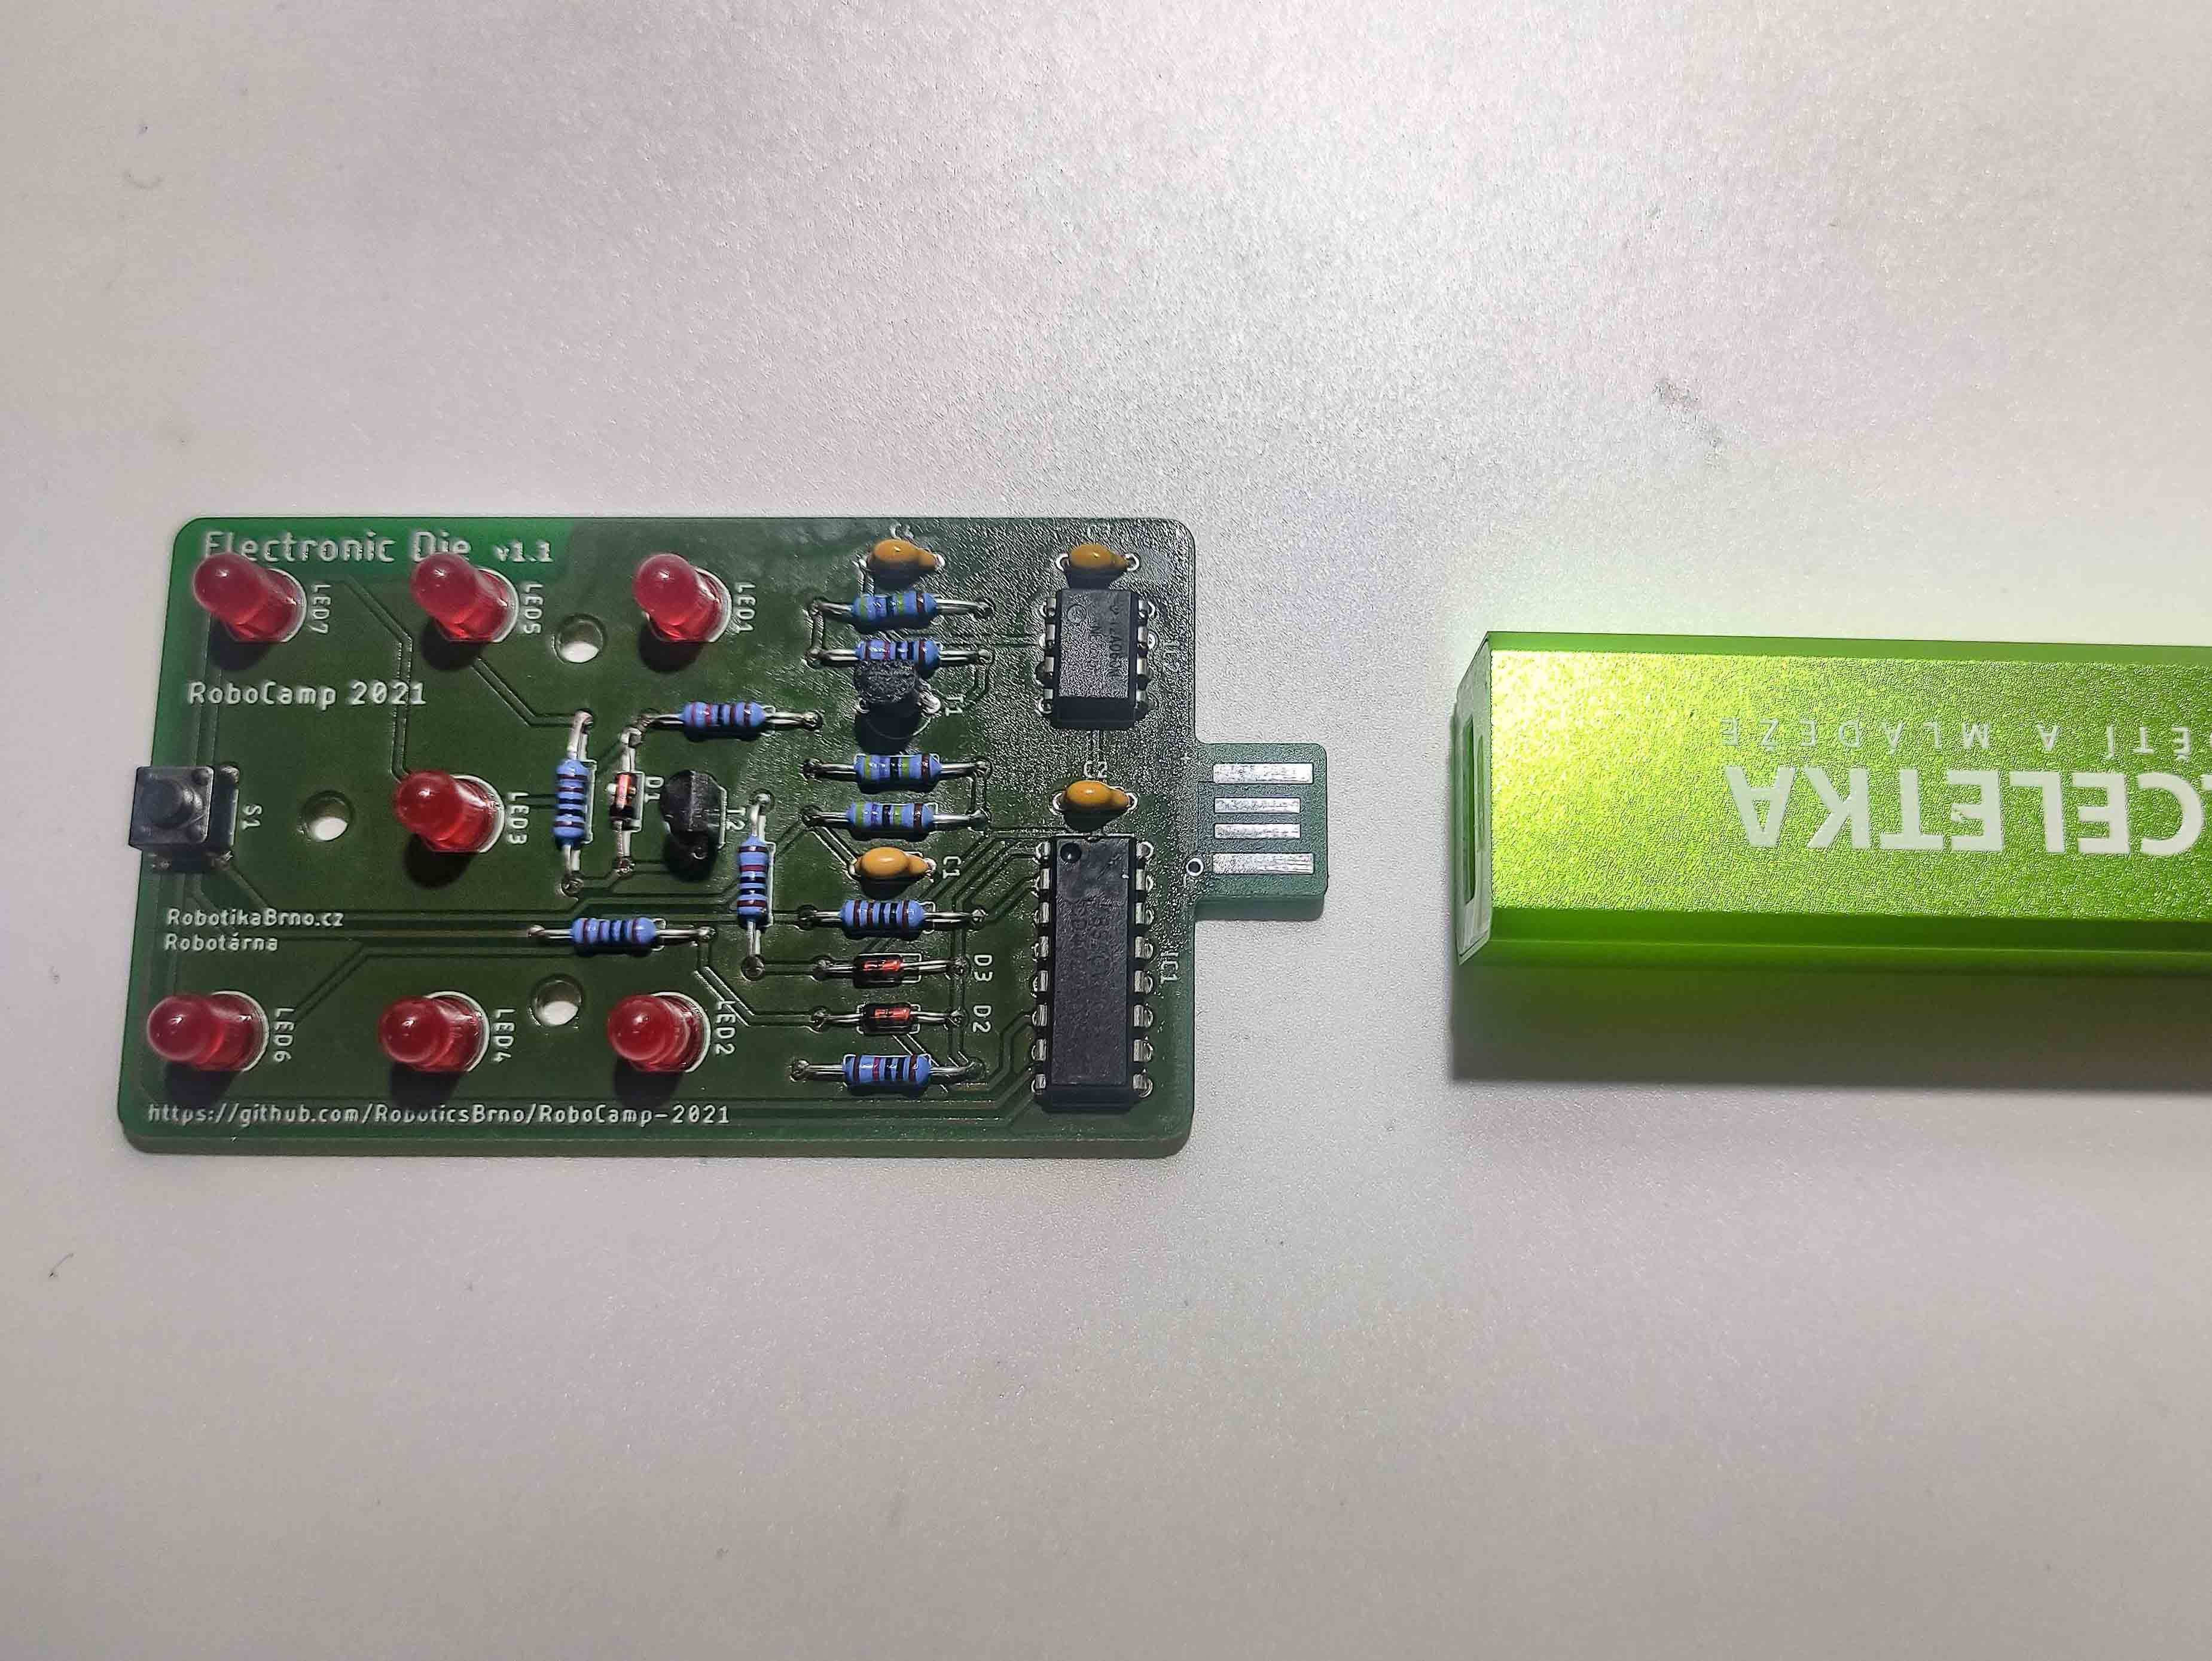 Electronic Die v1.1
LED7
LED5
LED1
RoboCamp 2021
T1
D1
T2
LED3
S1
C2
C1
IC1
RobotikaBrno.cz
Robotárna
D3
D2
LED6
LED4
LED2
https://github.com/RoboticsBrno/RoboCamp-2021
ĚTÍ A MLÁDEŽE
CELETKA